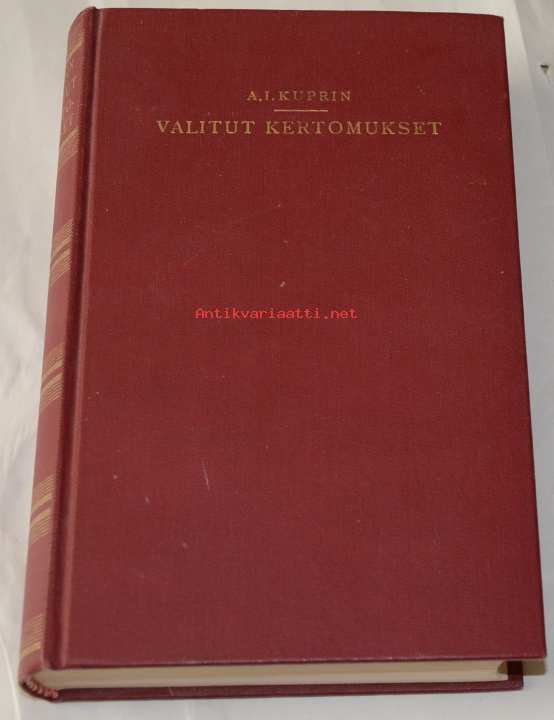 A.I. KUPRIN
VALITUT KERTOMUKSET
Antikvariaatti.net